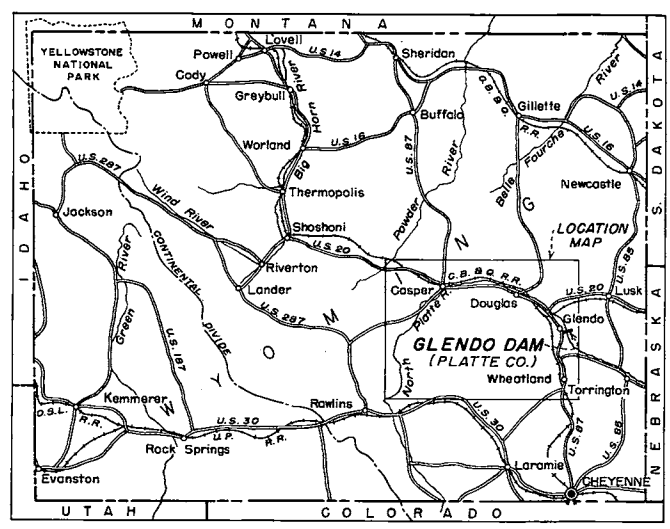 MONTANA
YELLOWSTONE
NATIONAL
PARK
Lovell
Powell
U.S. 14
Sheridan
Cody
Greybull
Horn River
C.B. & Q.
R.R.
Gillette
River
U.S. 14
S. DAKOTA
Buffalo
Worland
Big
U.S. 16
U.S. 87
River
Belle Fourche
U.S. 16
Newcastle
IDAHO
U.S. 287
Wind River
Thermopolis
Jackson
Shoshoni
U.S. 20
Powder
LOCATION
MAP
U.S. 85
WYOMING
CONTINENTAL
DIVIDE
Riverton
Lander
U.S. 287
Casper
C.B. & Q. R.R.
Douglas
U.S. 20
Lusk
Glendo
River
Green
U.S. 187
North Platte R.
GLENDO DAM
(PLATTE CO.)
Wheatland
Torrington
NEBRASKA
O.S.L.
R.R.
Kemmerer
Rawlins
U.S. 30
U.P. R.R.
Rock Springs
U.S. 30
U.S. 87
U.S. 85
Laramie
CHEYENNE
Evanston
UTAH
COLORADO